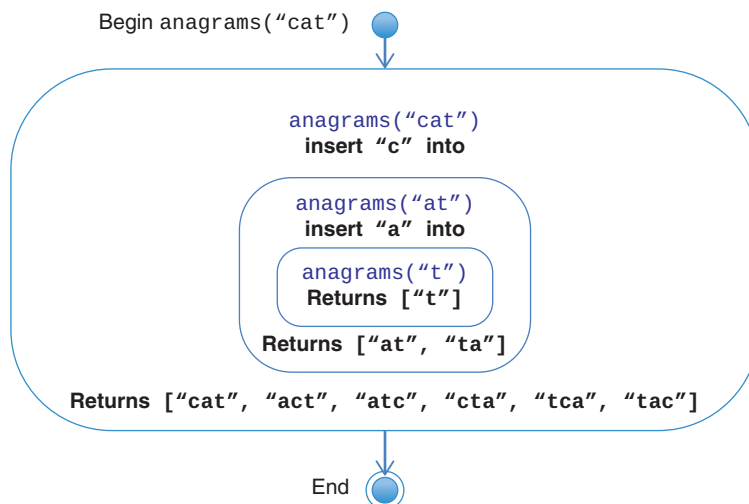 Begin anagrams(“cat”)
anagrams(“cat”)
insert “c” into
anagrams(“at”)
insert “a” into
anagrams(“t”)
Returns [“t”]
Returns [“at”, “ta”]
Returns [“cat”, “act”, “atc”, “cta”, “tca”, “tac”]
End